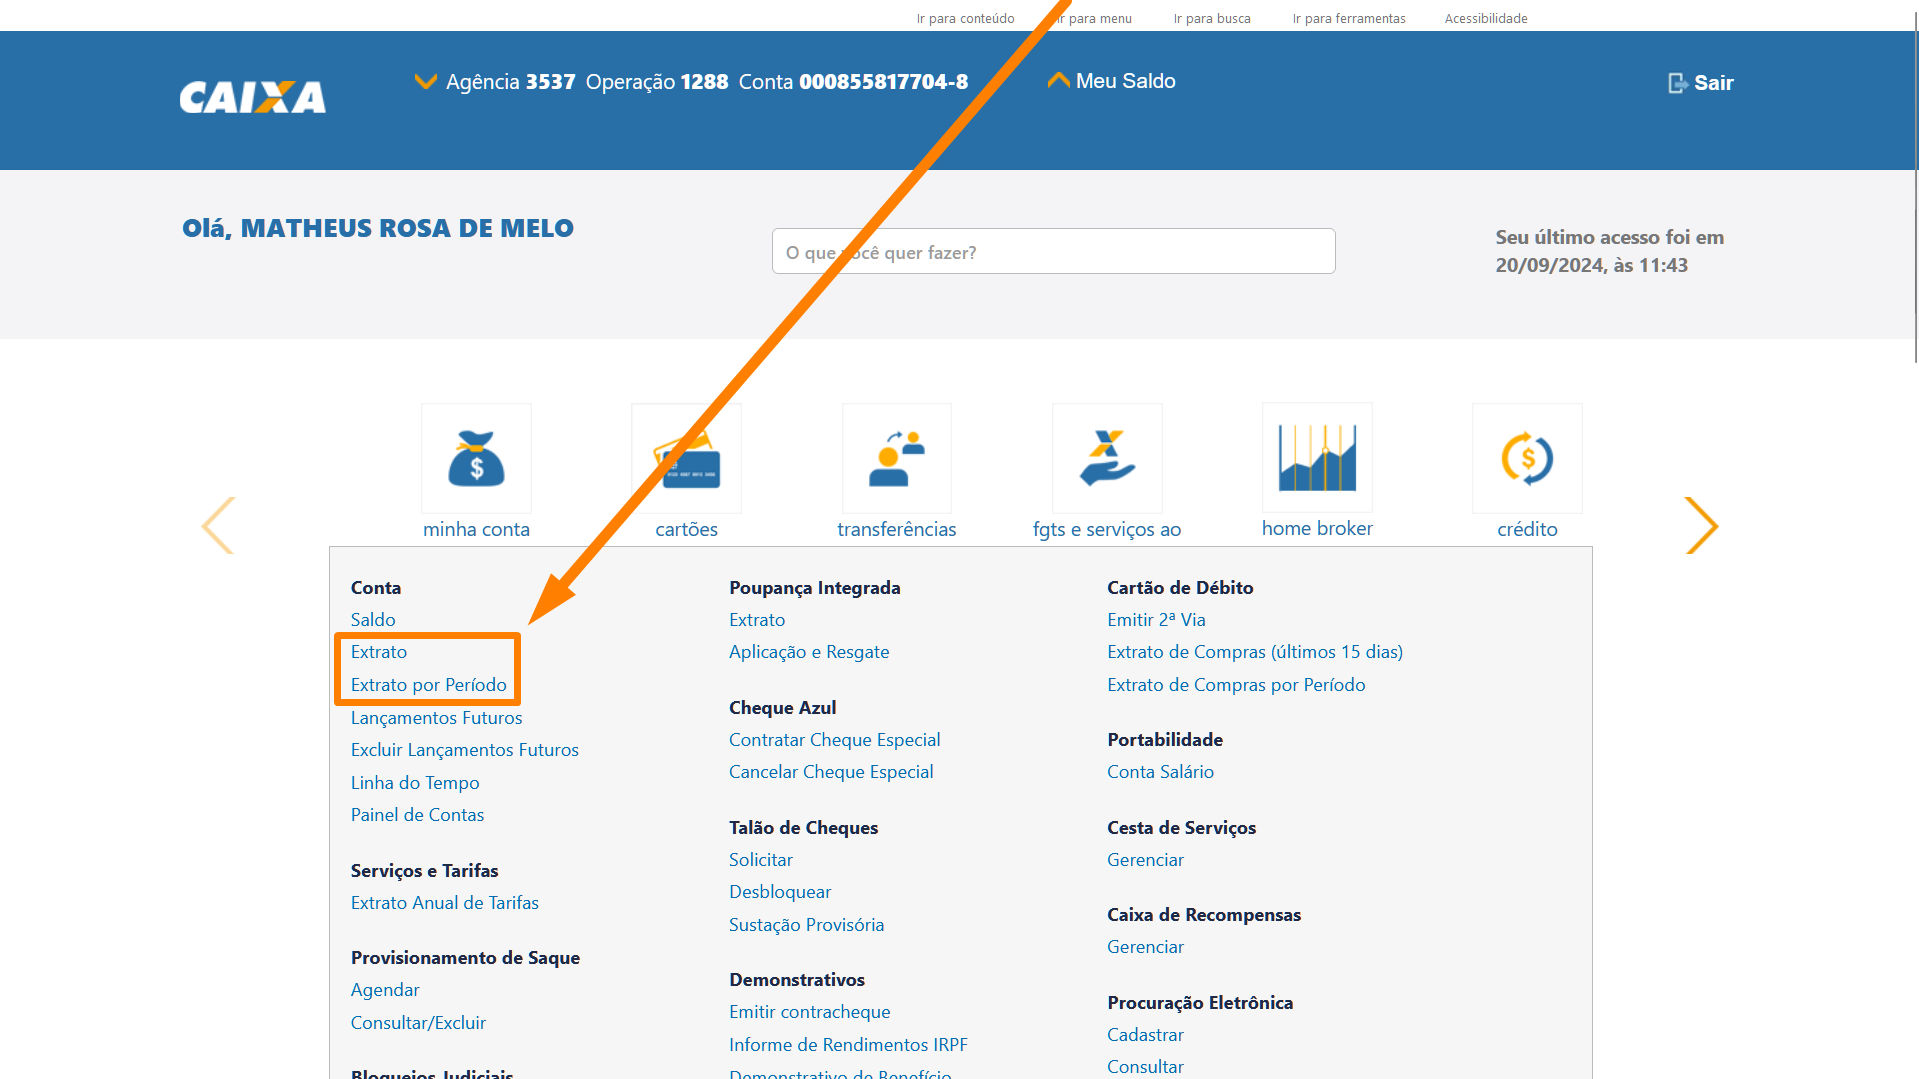 Ir para conteúdo
Ir para menu
Ir para busca
Ir para ferramentas
Acessibilidade
CAIXA
Agência 3537 Operação 1288 Conta 000855817704-8
Meu Saldo
Sair
Olá, MATHEUS ROSA DE MELO
O que você quer fazer?
Seu último acesso foi em
20/09/2024, às 11:43
minha conta
cartões
transferências
fgts e serviços ao
home broker
crédito
Conta
Saldo
Extrato
Extrato por Período
Lançamentos Futuros
Excluir Lançamentos Futuros
Linha do Tempo
Painel de Contas
Serviços e Tarifas
Extrato Anual de Tarifas
Provisionamento de Saque
Agendar
Consultar/Excluir
Bloqueios Judiciais
Poupança Integrada
Extrato
Aplicação e Resgate
Cheque Azul
Contratar Cheque Especial
Cancelar Cheque Especial
Talão de Cheques
Solicitar
Desbloquear
Sustação Provisória
Demonstrativos
Emitir contracheque
Informe de Rendimentos IRPF
Demonstrativo de Benefício
Cartão de Débito
Emitir 2ª Via
Extrato de Compras (últimos 15 dias)
Extrato de Compras por Período
Portabilidade
Conta Salário
Cesta de Serviços
Gerenciar
Caixa de Recompensas
Gerenciar
Procuração Eletrônica
Cadastrar
Consultar